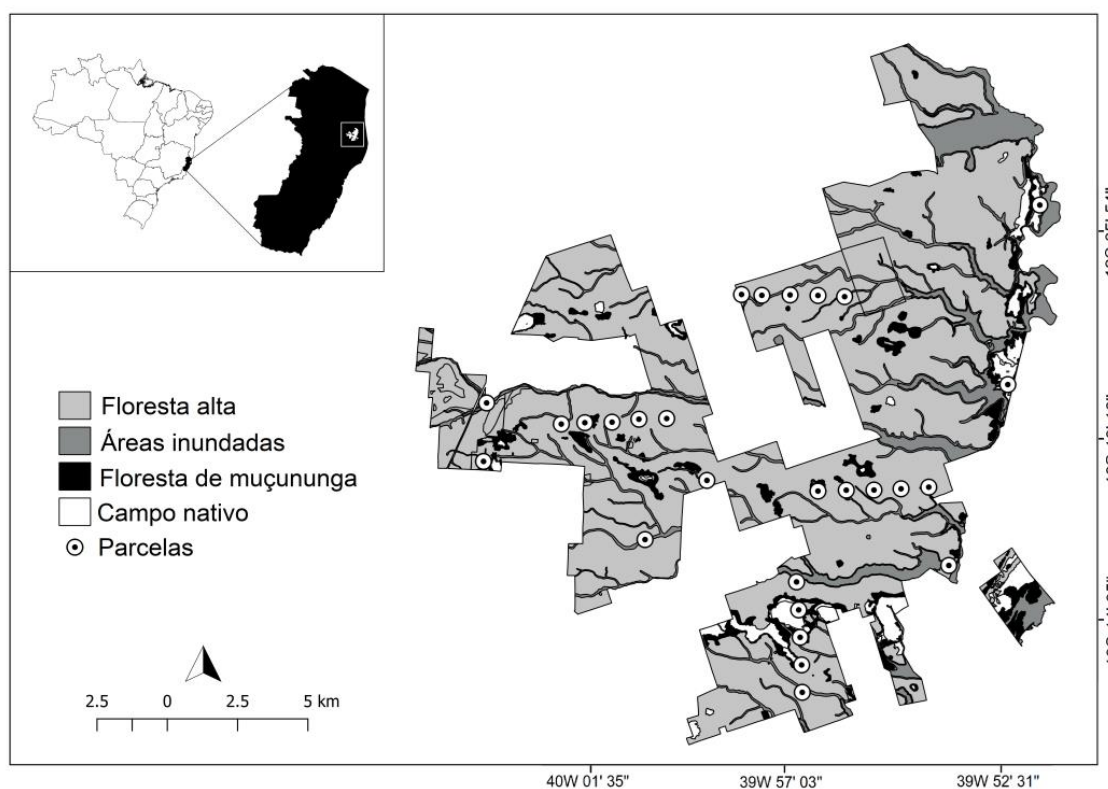 Floresta alta
Áreas inundadas
Floresta de muçununga
Campo nativo
Parcelas
2.5 0 2.5 5 km
40W 01' 35" 39W 57' 03" 39W 52' 31"